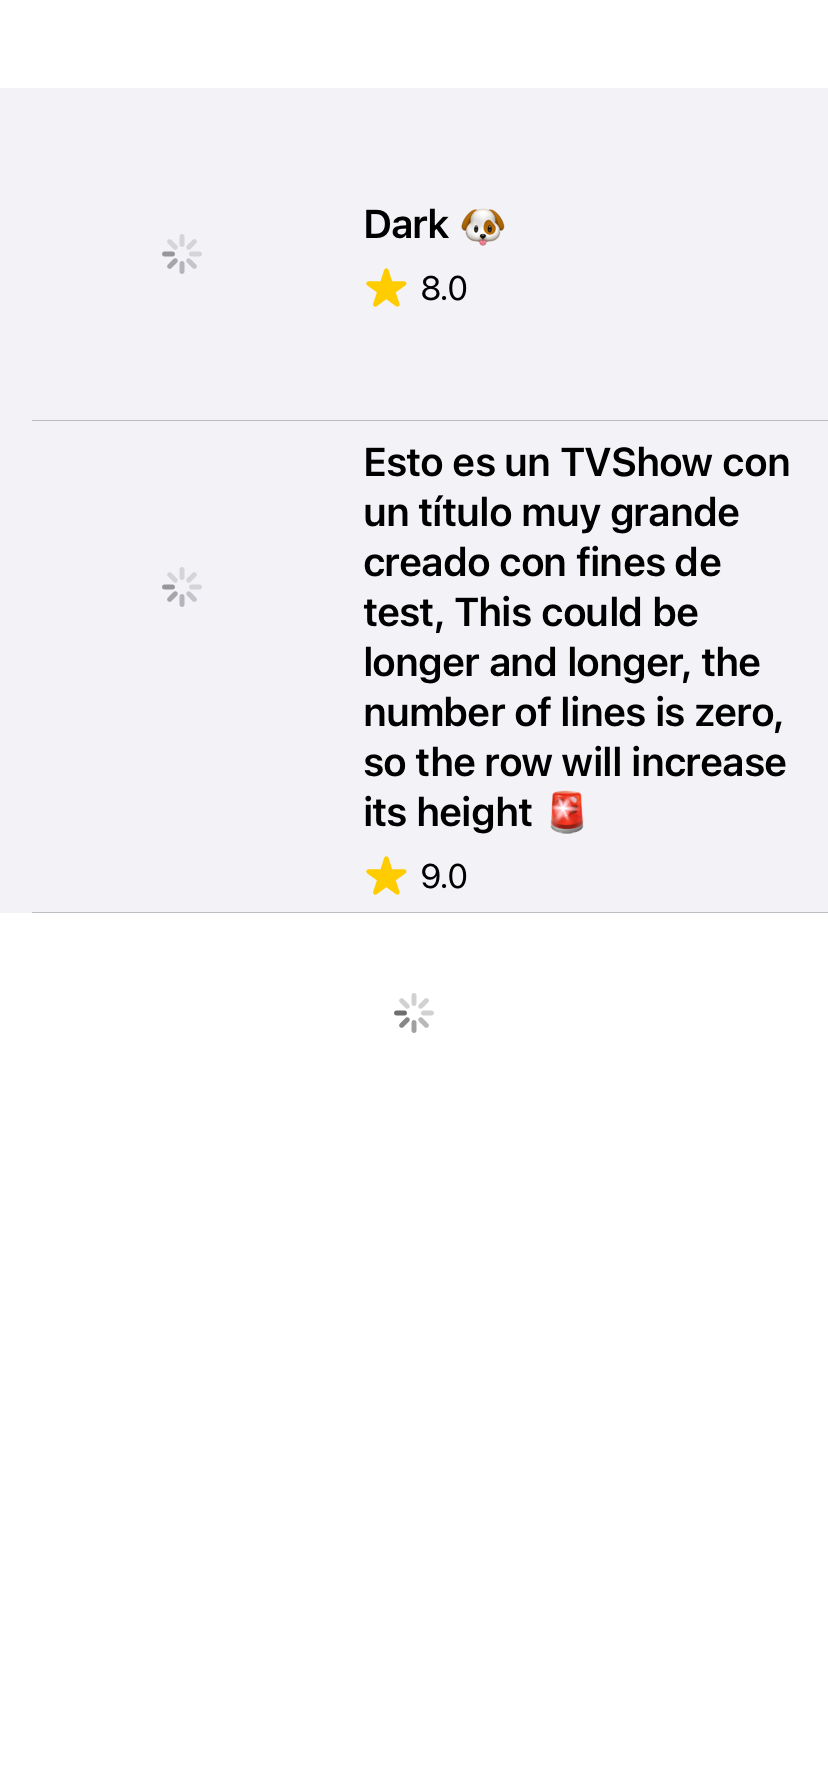 Dark 🐶
⭐ 8.0
Esto es un TVShow con
un título muy grande
creado con fines de
test, This could be
longer and longer, the
number of lines is zero,
so the row will increase
its height 🚨
⭐ 9.0